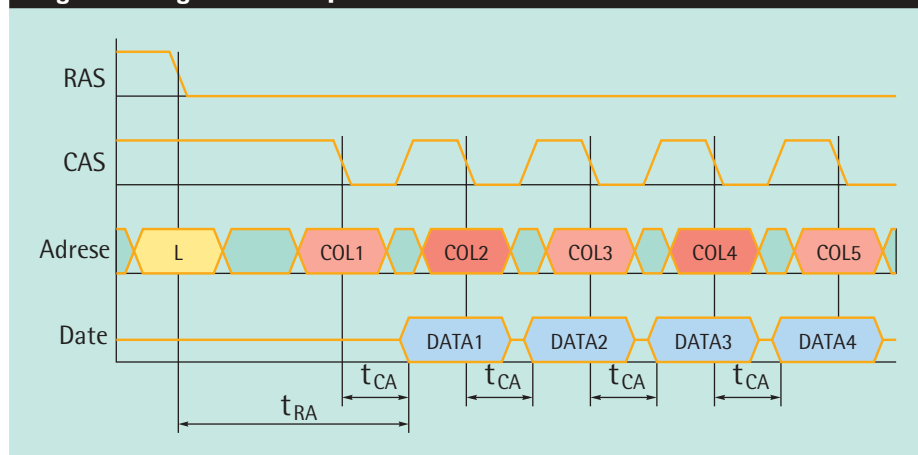 RAS
CAS
Adrese L COL1 COL2 COL3 COL4 COL5
Date DATA1 DATA2 DATA3 DATA4
tCA tCA tCA tCA
tRA